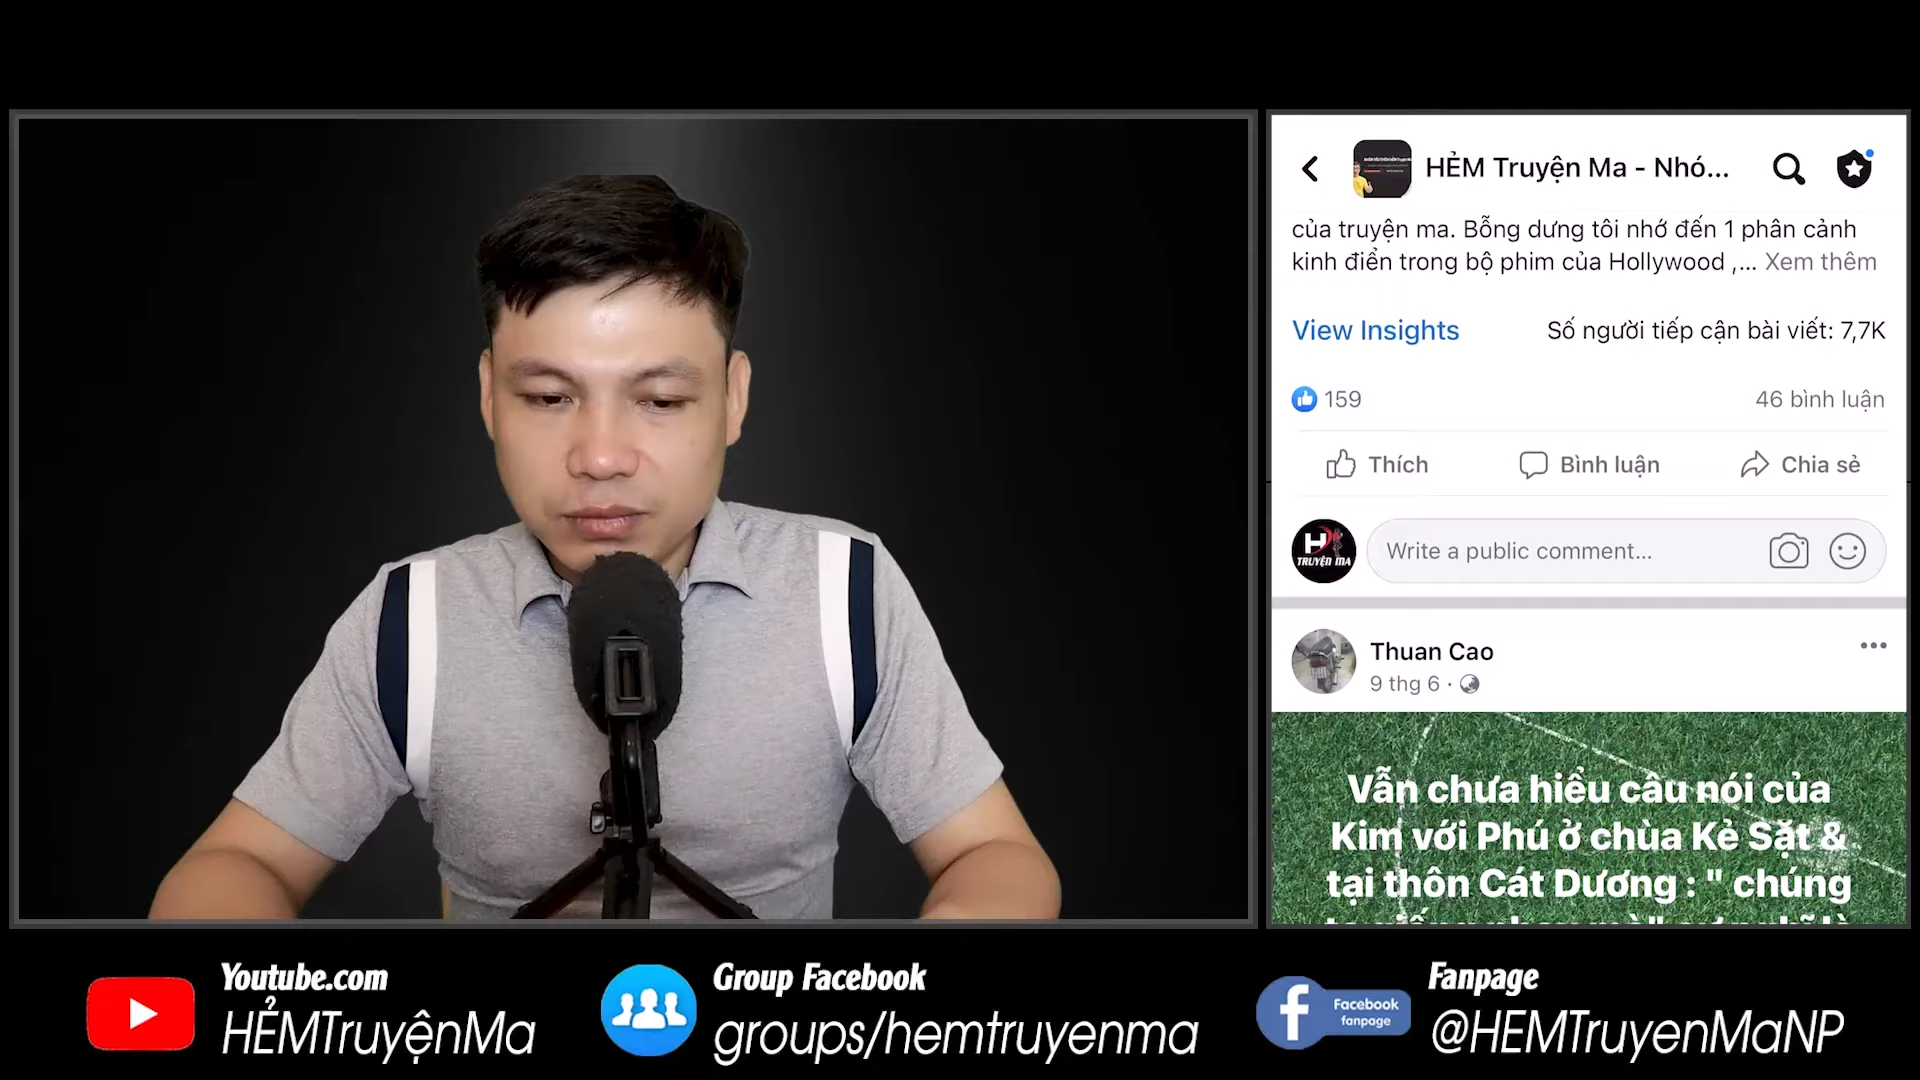 HẺM Truyện Ma - Nhó...
của truyện ma. Bỗng dưng tôi nhớ đến 1 phân cảnh
kinh điển trong bộ phim của Hollywood ,... Xem thêm
View Insights
Số người tiếp cận bài viết: 7,7K
159
46 bình luận
Thích
Bình luận
Chia sẻ
H
TRUYỆN MA
Write a public comment...
Thuan Cao
9 thg 6 ·
Vẫn chưa hiểu câu nói của
Kim với Phú ở chùa Kẻ Sặt &
tại thôn Cát Dương : " chúng
Youtube.com
HẺMTruyệnMa
Group Facebook
groups/hemtruyenma
Facebook
fanpage
Fanpage
@HEMTruyenMaNP